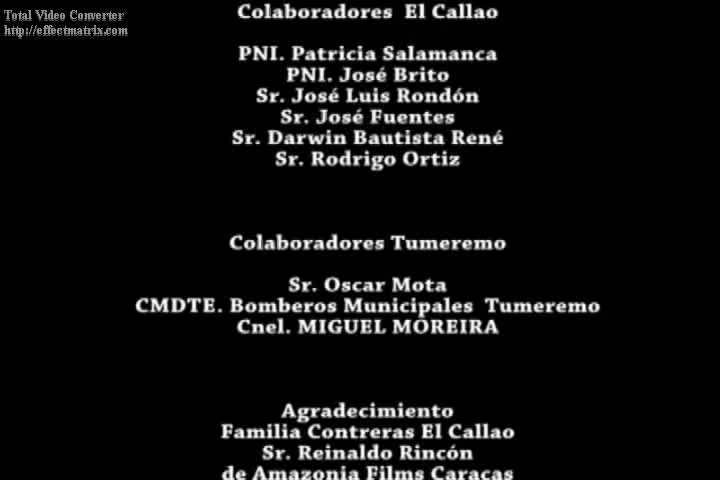 Total Video Converter
http://effectmatrix.com
Colaboradores El Callao
PNI. Patricia Salamanca
PNI. José Brito
Sr. José Luis Rondón
Sr. José Fuentes
Sr. Darwin Bautista René
Sr. Rodrigo Ortiz
Colaboradores Tumeremo
Sr. Oscar Mota
CMDTE. Bomberos Municipales Tumeremo
Cnel. MIGUEL MOREIRA
Agradecimiento
Familia Contreras El Callao
Sr. Reinaldo Rincón
de Amazonia Films Caracas